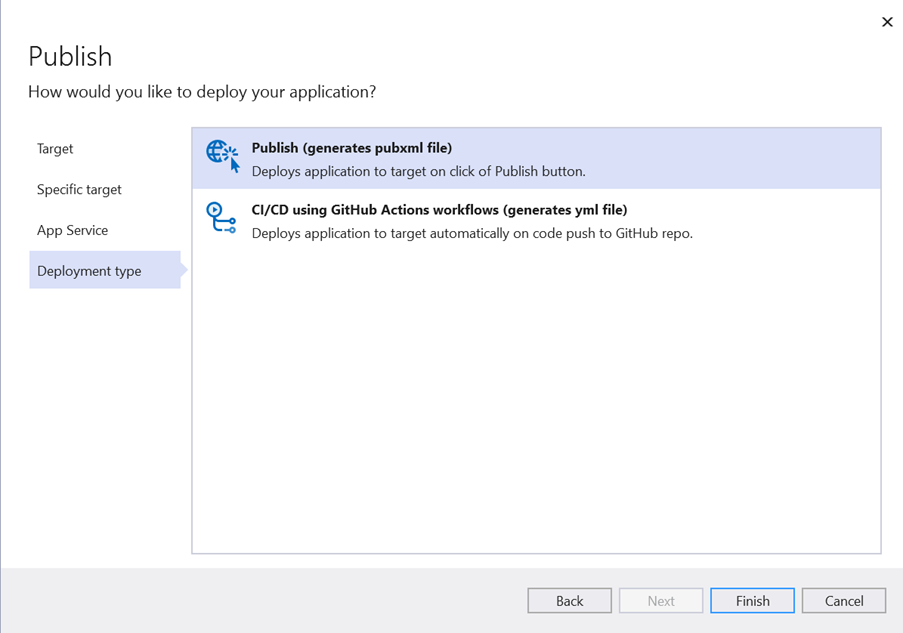 Publish
How would you like to deploy your application?
Target
Specific target
App Service
Deployment type
Publish (generates pubxml file)
Deploys application to target on click of Publish button.
CI/CD using GitHub Actions workflows (generates yml file)
Deploys application to target automatically on code push to GitHub repo.
Back
Next
Finish
Cancel